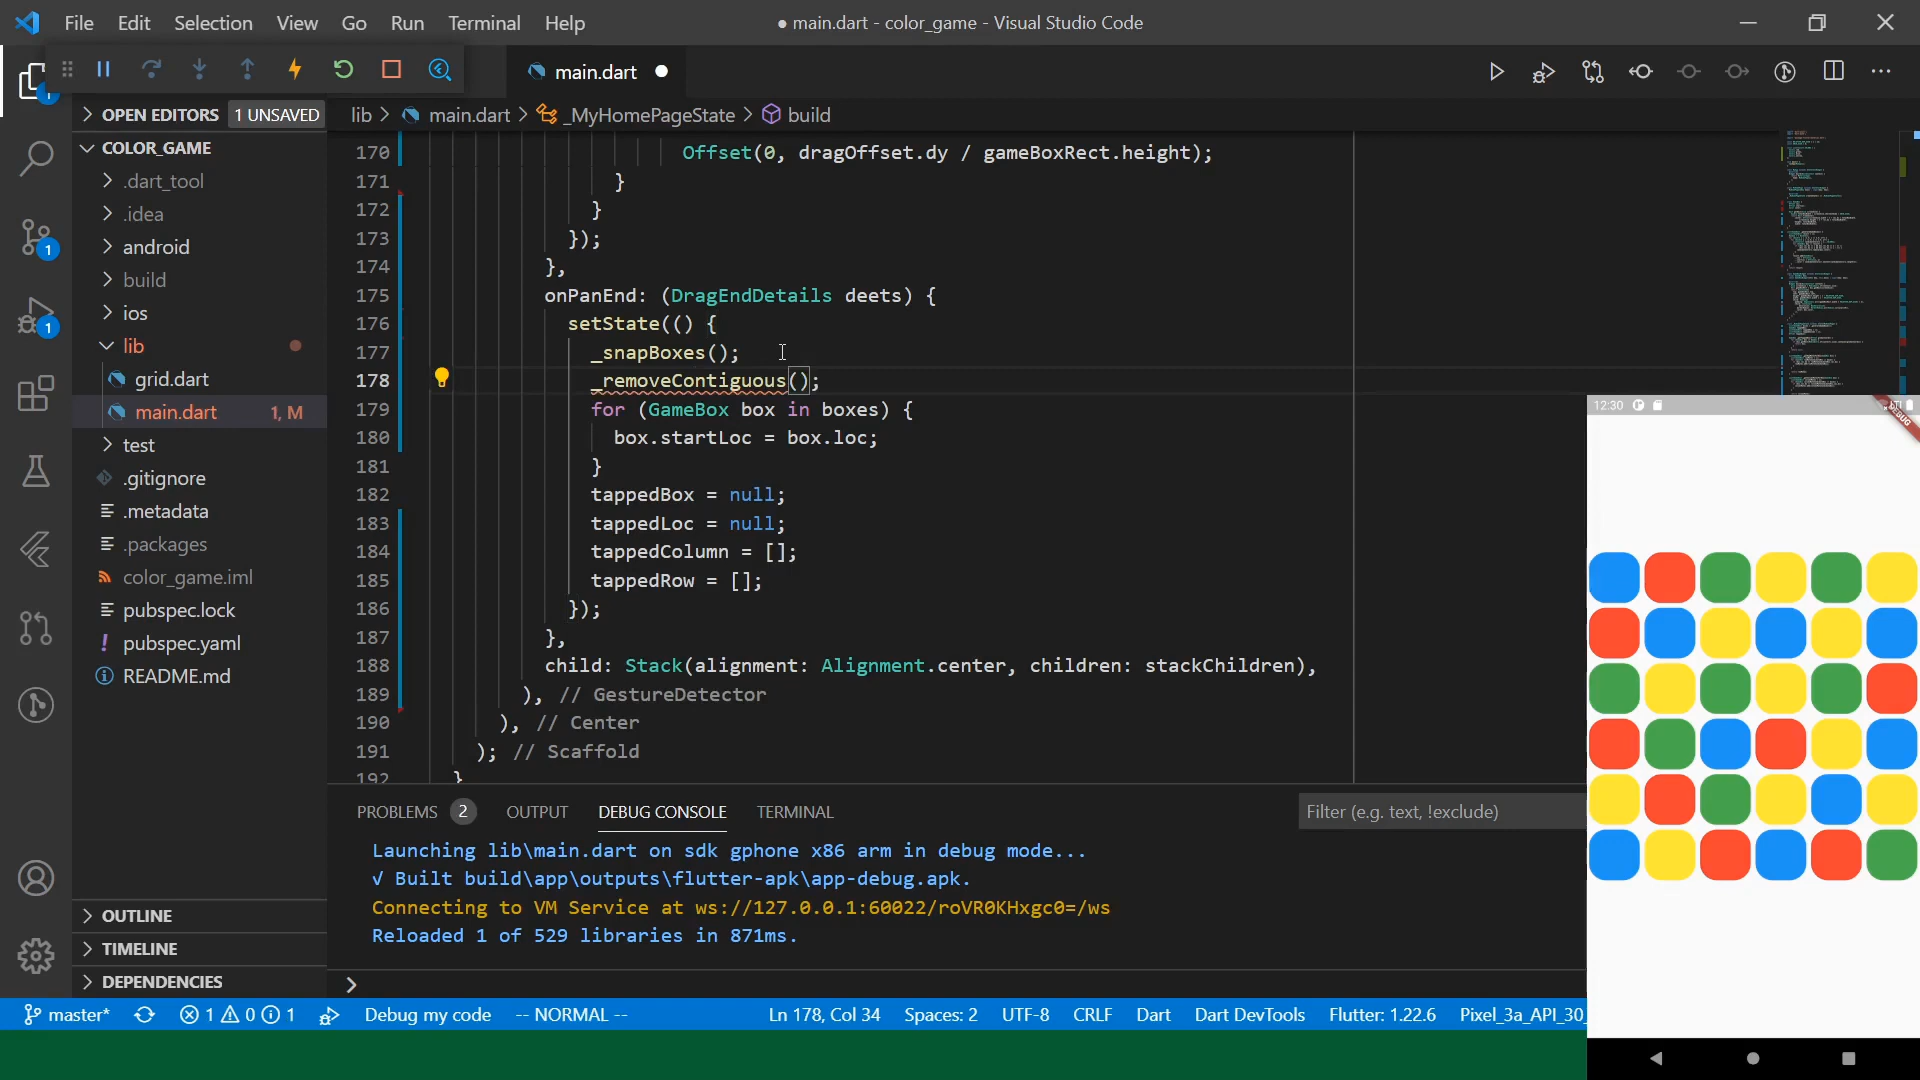 File Edit Selection View Go Run Terminal Help
● main.dart - color_game - Visual Studio Code
main.dart ●
OPEN EDITORS 1 UNSAVED
COLOR_GAME
.dart_tool
.idea
android
build
ios
lib
grid.dart
main.dart 1, M
test
.gitignore
.metadata
.packages
color_game.iml
pubspec.lock
pubspec.yaml
README.md
OUTLINE
TIMELINE
DEPENDENCIES
1
1
1
lib > main.dart > _MyHomePageState > build
170 Offset(0, dragOffset.dy / gameBoxRect.height);
171 }
172 }
173 });
174 },
175 onPanEnd: (DragEndDetails deets) {
176 setState(() {
177 _snapBoxes();
178 _removeContiguous();
179 for (GameBox box in boxes) {
180 box.startLoc = box.loc;
181 }
182 tappedBox = null;
183 tappedLoc = null;
184 tappedColumn = [];
185 tappedRow = [];
186 });
187 },
188 child: Stack(alignment: Alignment.center, children: stackChildren),
189 ), // GestureDetector
190 ), // Center
191 ); // Scaffold
192 }
PROBLEMS 2 OUTPUT DEBUG CONSOLE TERMINAL
Filter (e.g. text, !exclude)
Launching lib\main.dart on sdk gphone x86 arm in debug mode...
√ Built build\app\outputs\flutter-apk\app-debug.apk.
Connecting to VM Service at ws://127.0.0.1:60022/roVR0KHxgc0=/ws
Reloaded 1 of 529 libraries in 871ms.
>
master* 1 0 1 Debug my code -- NORMAL -- Ln 178, Col 34 Spaces: 2 UTF-8 CRLF Dart Dart DevTools Flutter: 1.22.6 Pixel_3a_API_30_
12:30